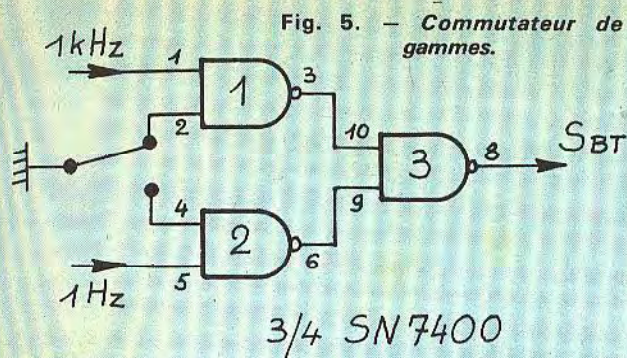 Fig. 5. — Commutateur de
gammes.
1kHz
1
2
1
3
10
9
3
8
SBT
4
5
2
6
1Hz
3/4 SN7400